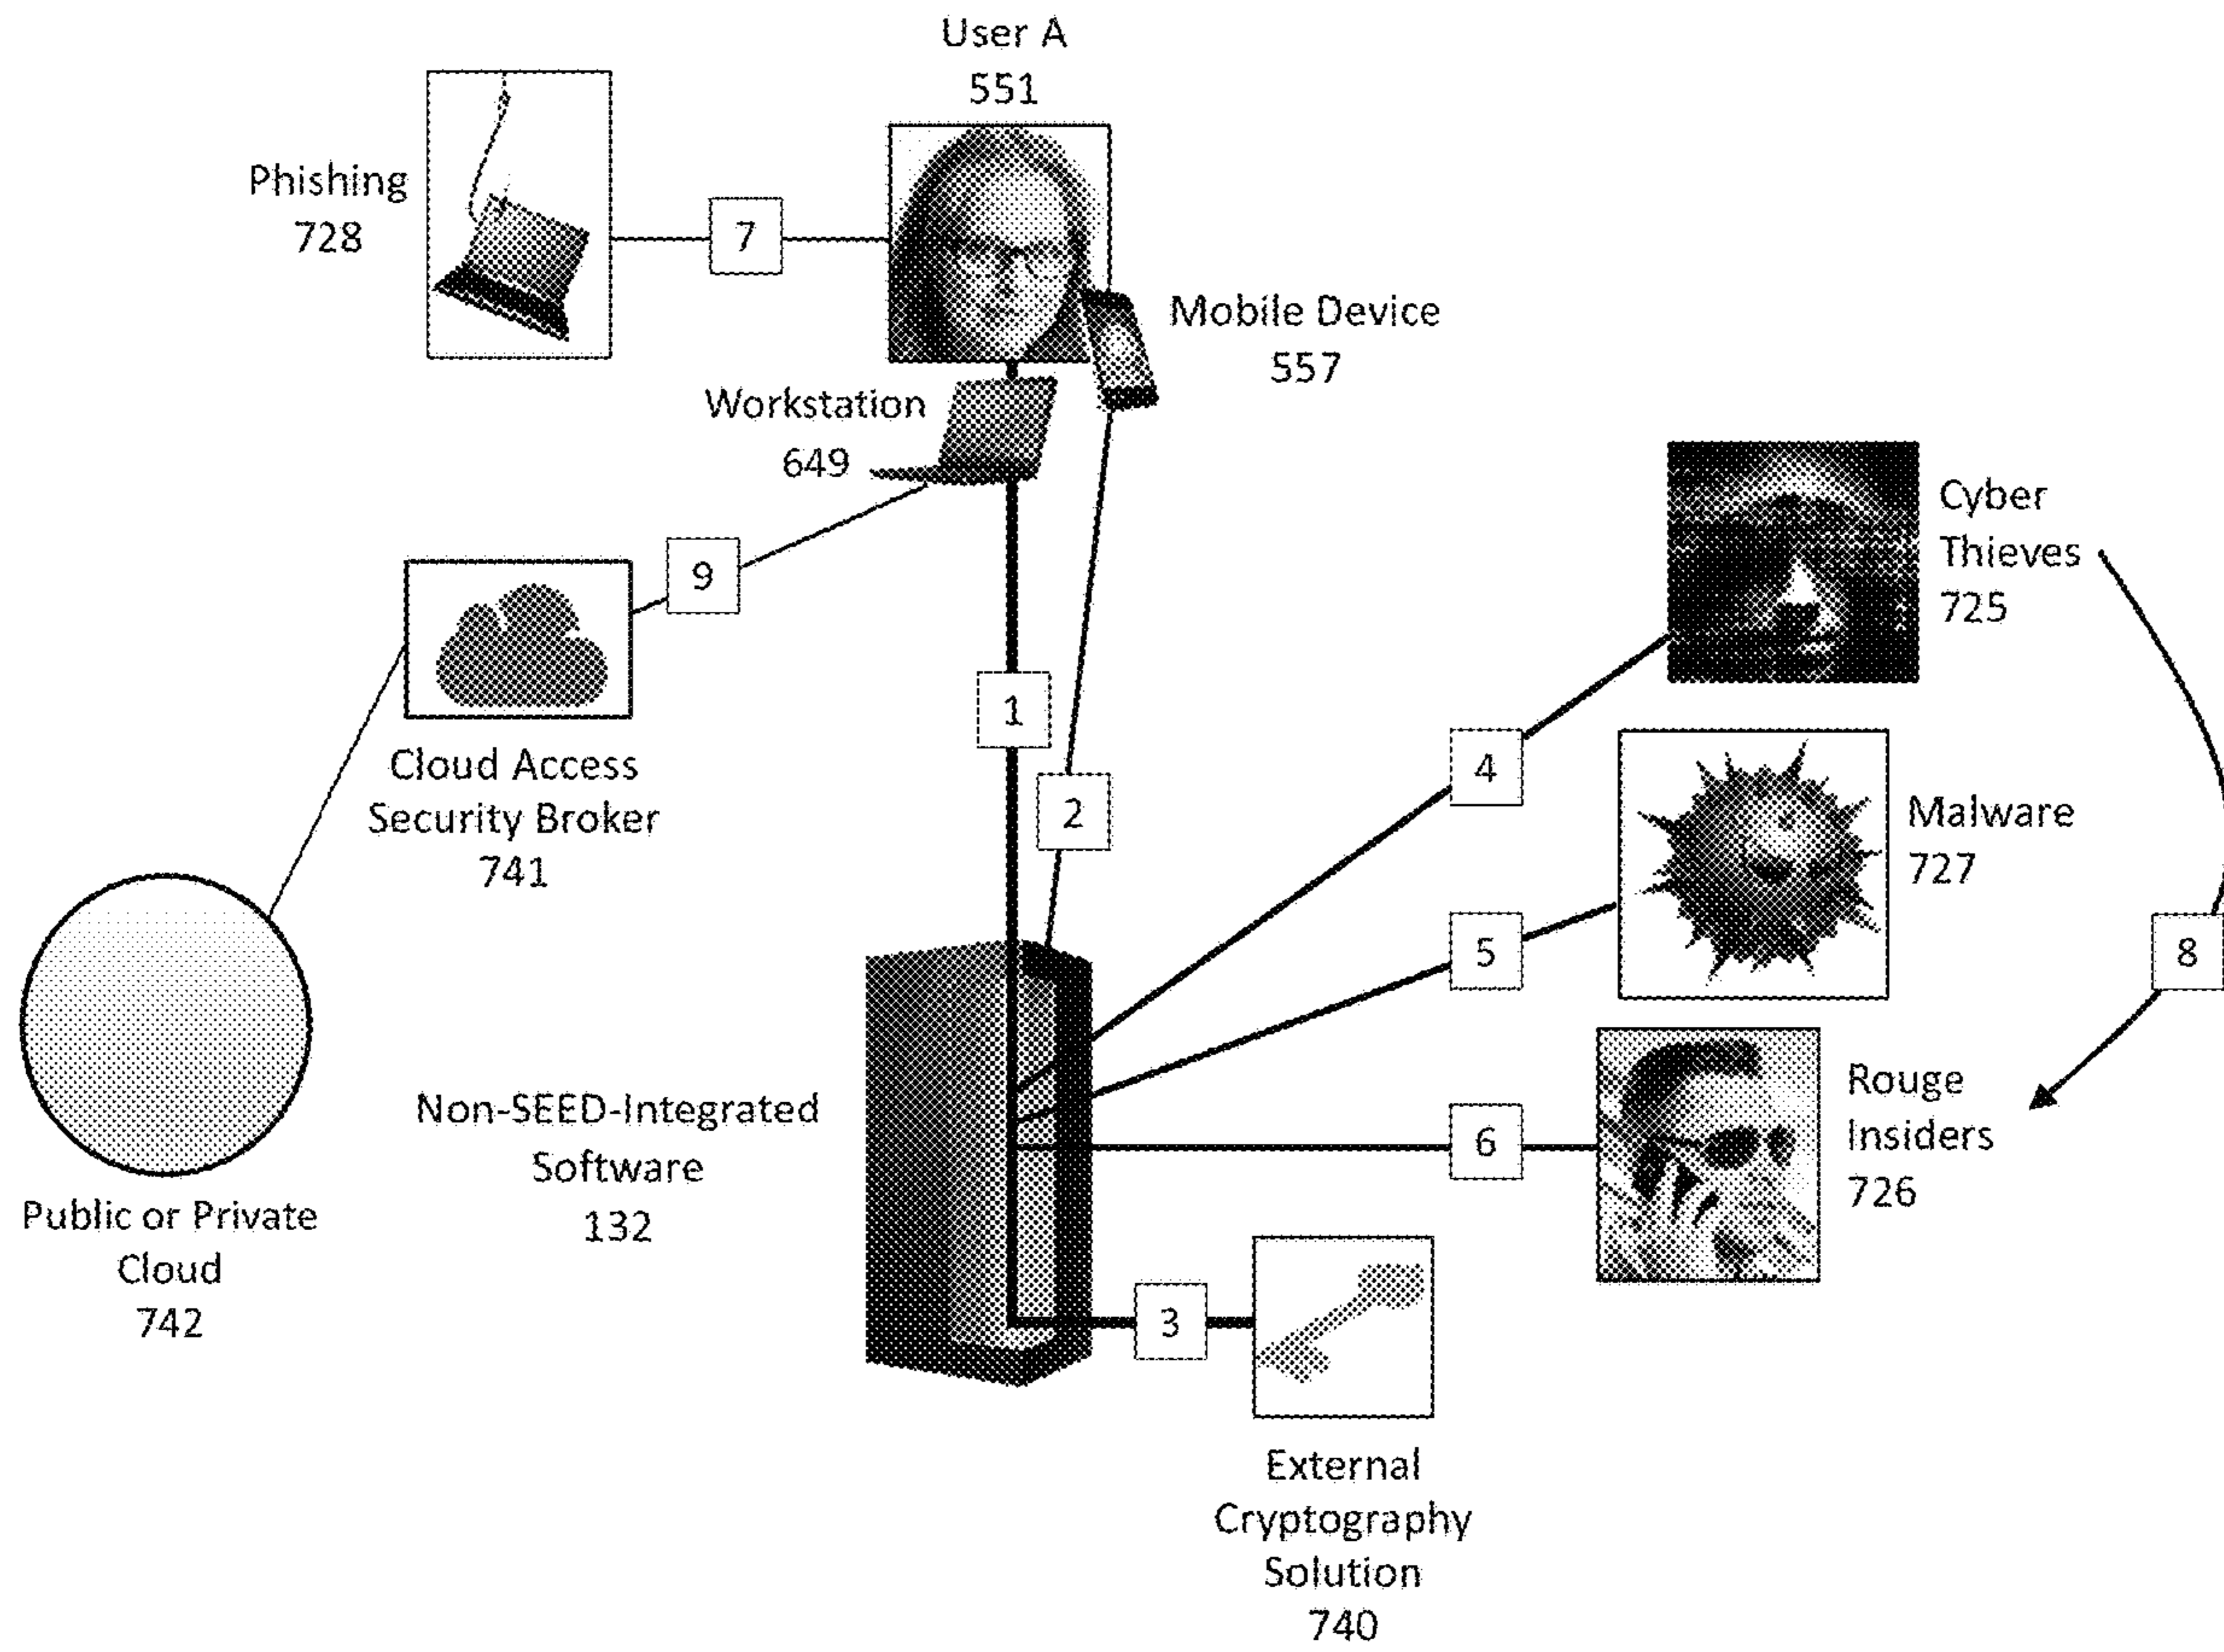 User A
551
Phishing
728
7
Mobile Device
557
Workstation
649
Cyber
Thieves
725
9
1
4
2
Cloud Access
Security Broker
741
Malware
727
5
8
Non-SEED-Integrated
Software
132
6
Rouge
Insiders
726
Public or Private
Cloud
742
3
External
Cryptography
Solution
740